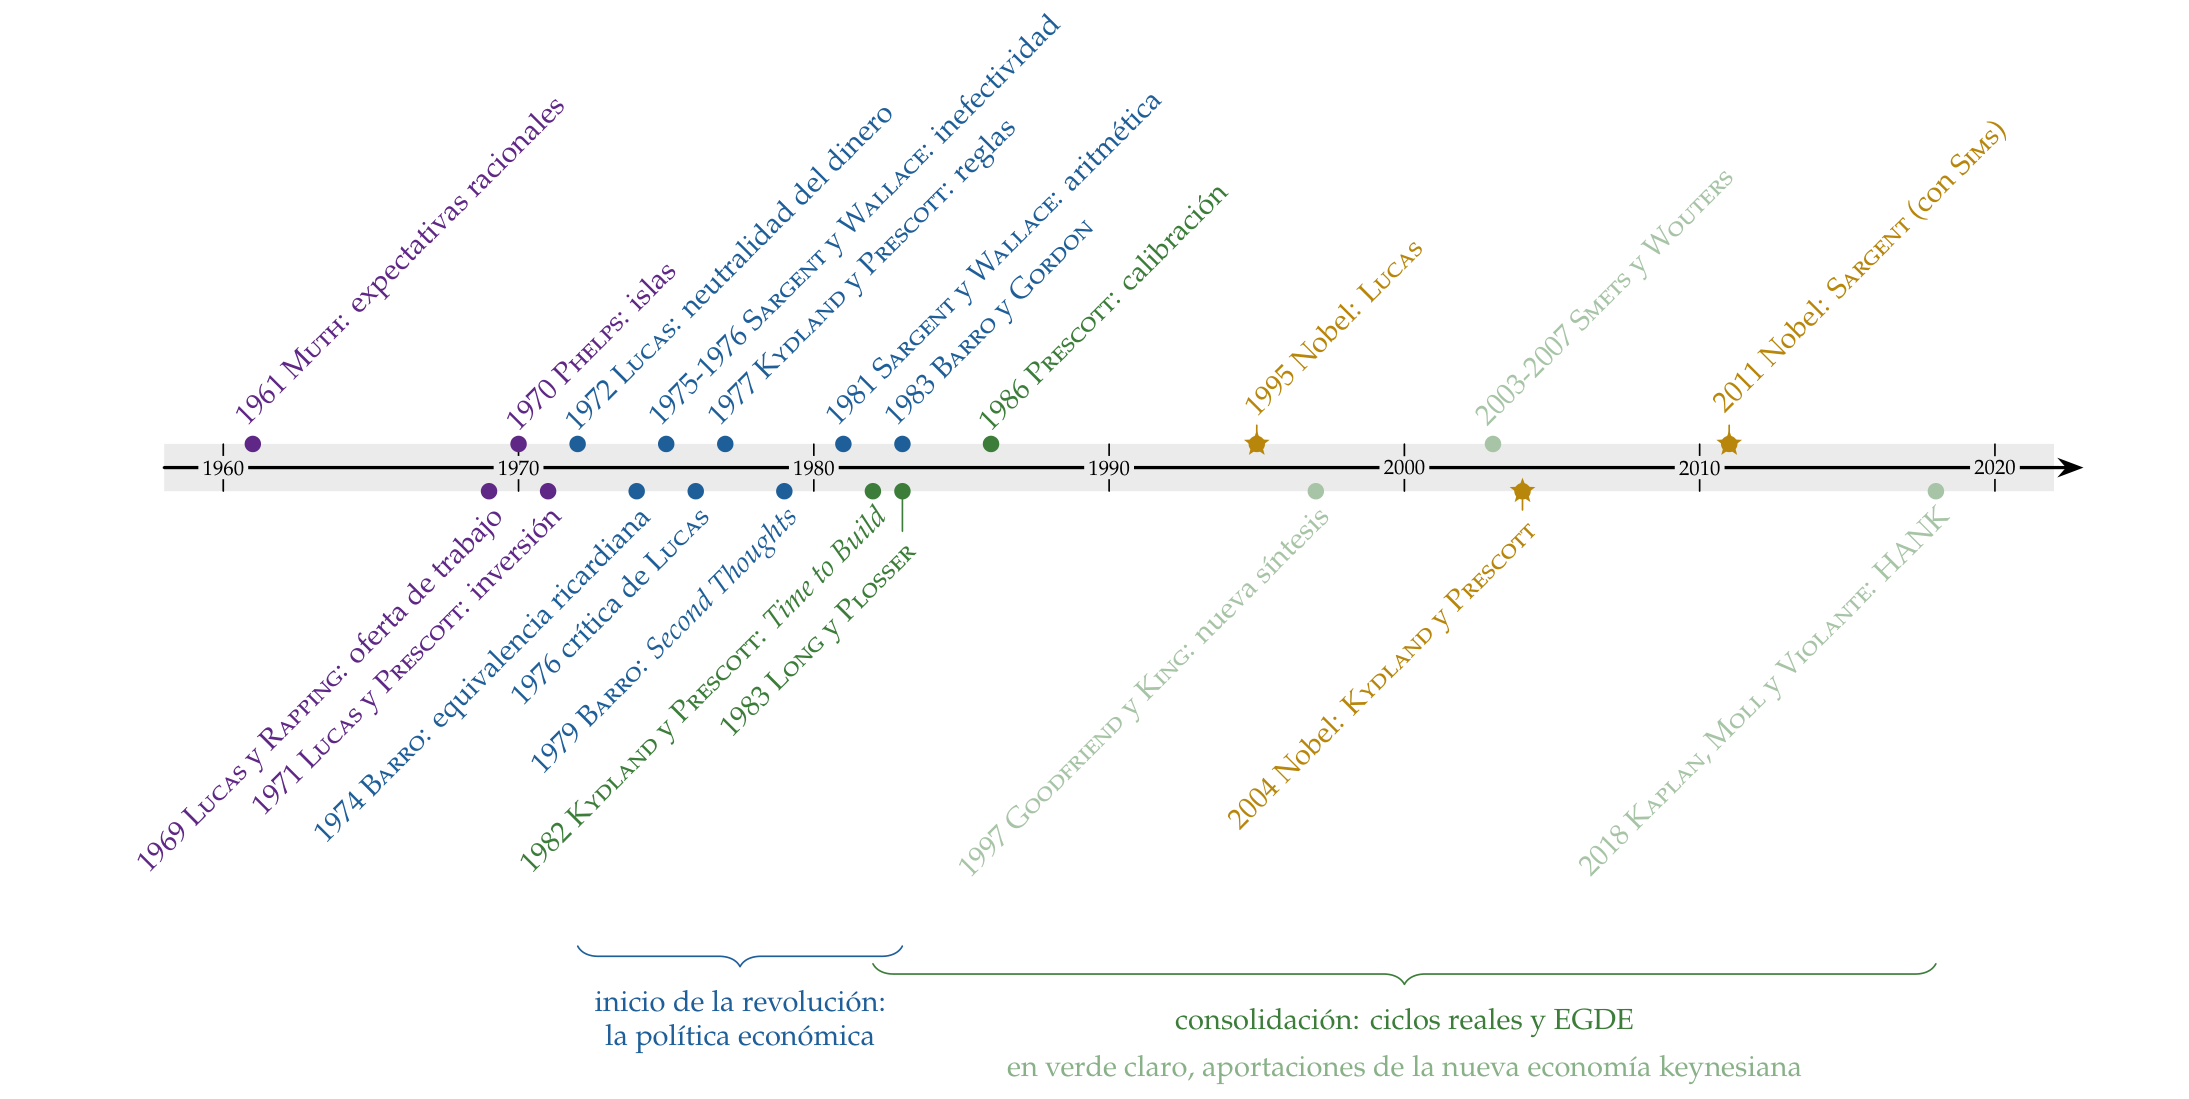 1961 Muth: expectativas racionales
1970 Phelps: islas
1972 Lucas: neutralidad del dinero
1975-1976 Sargent y Wallace: inefectividad
1977 Kydland y Prescott: reglas
1981 Sargent y Wallace: aritmética
1983 Barro y Gordon
1986 Prescott: calibración
1995 Nobel: Lucas
2003-2007 Smets y Wouters
2011 Nobel: Sargent (con Sims)
1960 1970 1980 1990 2000 2010 2020
1969 Lucas y Rapping: oferta de trabajo
1971 Lucas y Prescott: inversión
1974 Barro: equivalencia ricardiana
1976 crítica de Lucas
1979 Barro: Second Thoughts
1982 Kydland y Prescott: Time to Build
1983 Long y Plosser
1997 Goodfriend y King: nueva síntesis
2004 Nobel: Kydland y Prescott
2018 Kaplan, Moll y Violante: HANK
inicio de la revolución:
la política económica
consolidación: ciclos reales y EGDE
en verde claro, aportaciones de la nueva economía keynesiana